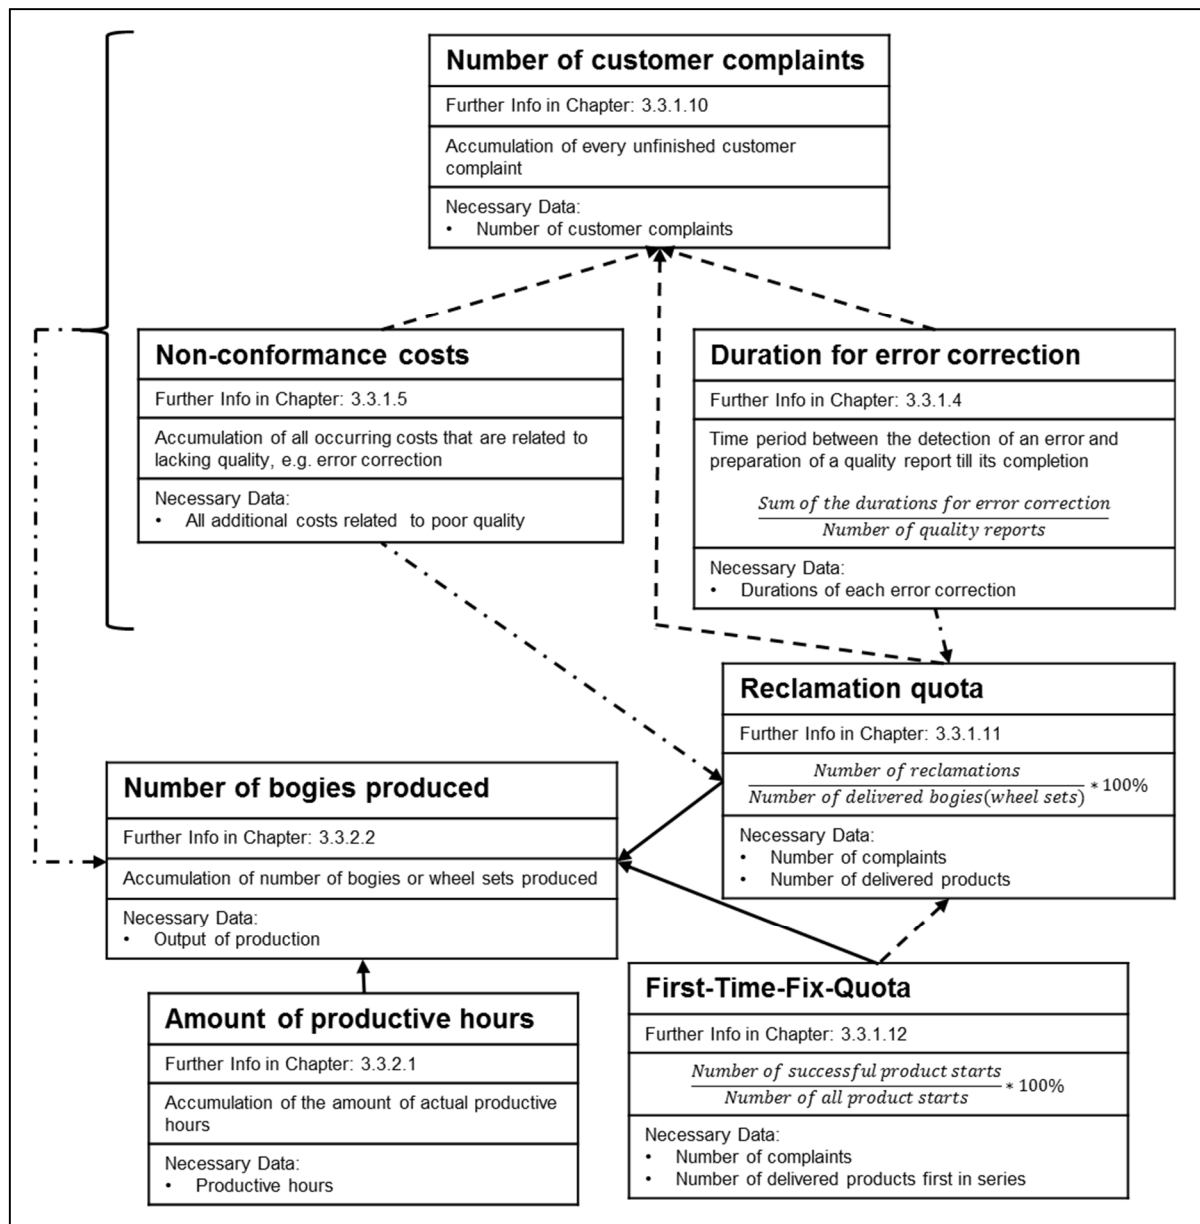 Number of customer complaints
Further Info in Chapter: 3.3.1.10
Accumulation of every unfinished customer
complaint
Necessary Data:
• Number of customer complaints
Non-conformance costs
Further Info in Chapter: 3.3.1.5
Accumulation of all occurring costs that are related to
lacking quality, e.g. error correction
Necessary Data:
• All additional costs related to poor quality
Duration for error correction
Further Info in Chapter: 3.3.1.4
Time period between the detection of an error and
preparation of a quality report till its completion
Sum of the durations for error correction
Number of quality reports
Necessary Data:
• Durations of each error correction
Reclamation quota
Further Info in Chapter: 3.3.1.11
Number of reclamations
Number of delivered bogies(wheel sets) * 100%
Necessary Data:
• Number of complaints
• Number of delivered products
Number of bogies produced
Further Info in Chapter: 3.3.2.2
Accumulation of number of bogies or wheel sets produced
Necessary Data:
• Output of production
Amount of productive hours
Further Info in Chapter: 3.3.2.1
Accumulation of the amount of actual productive
hours
Necessary Data:
• Productive hours
First-Time-Fix-Quota
Further Info in Chapter: 3.3.1.12
Number of successful product starts
Number of all product starts * 100%
Necessary Data:
• Number of complaints
• Number of delivered products first in series